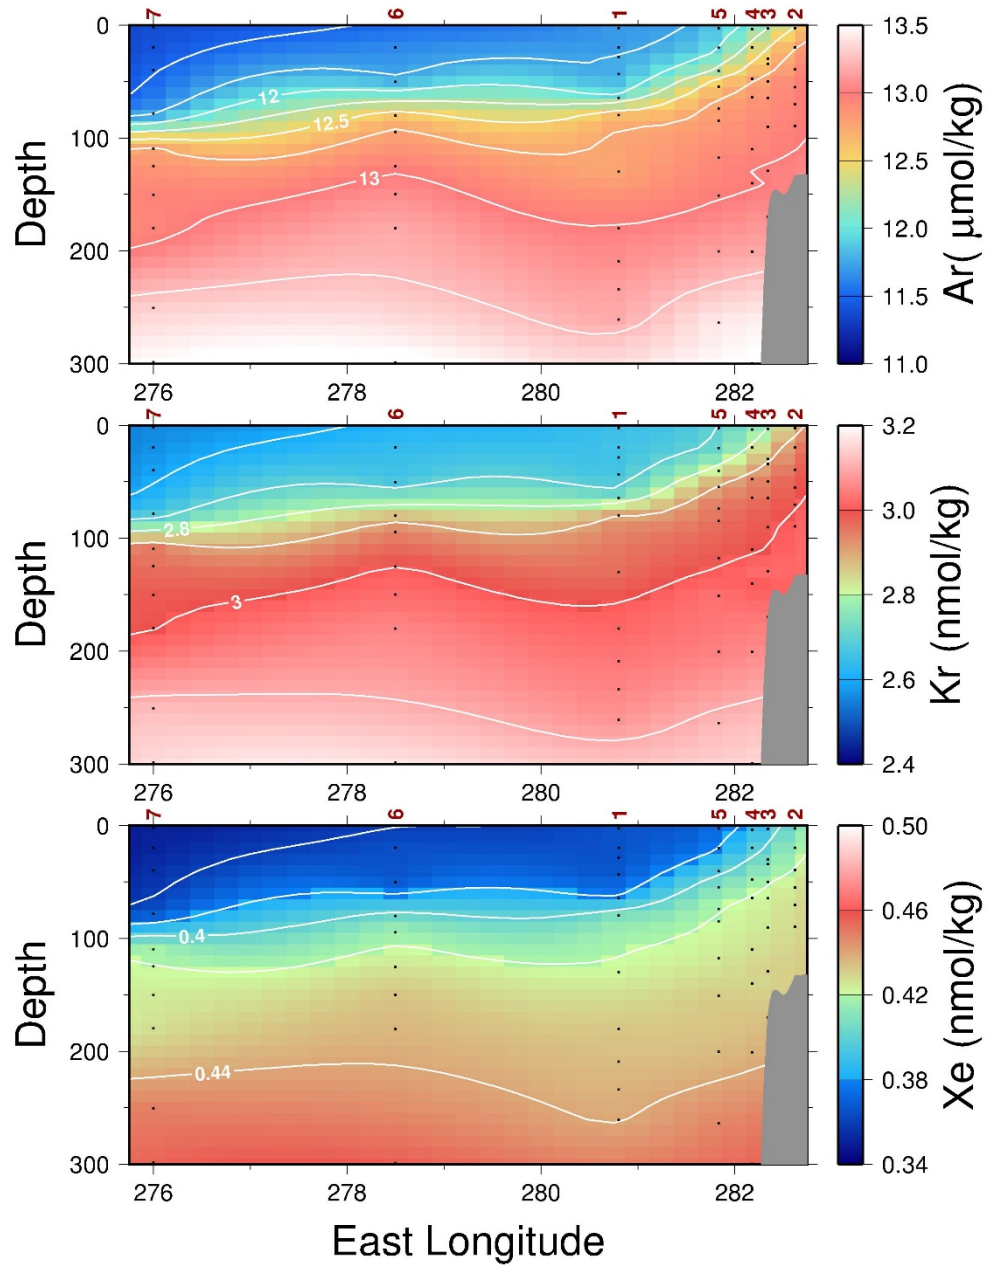 7 6 1 5 4 3 2
0
100
200
300
Depth
12
12.5
13
276 278 280 282
13.5
13.0
12.5
12.0
11.5
11.0
Ar( μmol/kg)
7 6 1 5 4 3 2
0
100
200
300
Depth
2.8
3
276 278 280 282
3.2
3.0
2.8
2.6
2.4
Kr (nmol/kg)
7 6 1 5 4 3 2
0
100
200
300
Depth
0.4
0.44
276 278 280 282
0.50
0.46
0.42
0.38
0.34
Xe (nmol/kg)
East Longitude